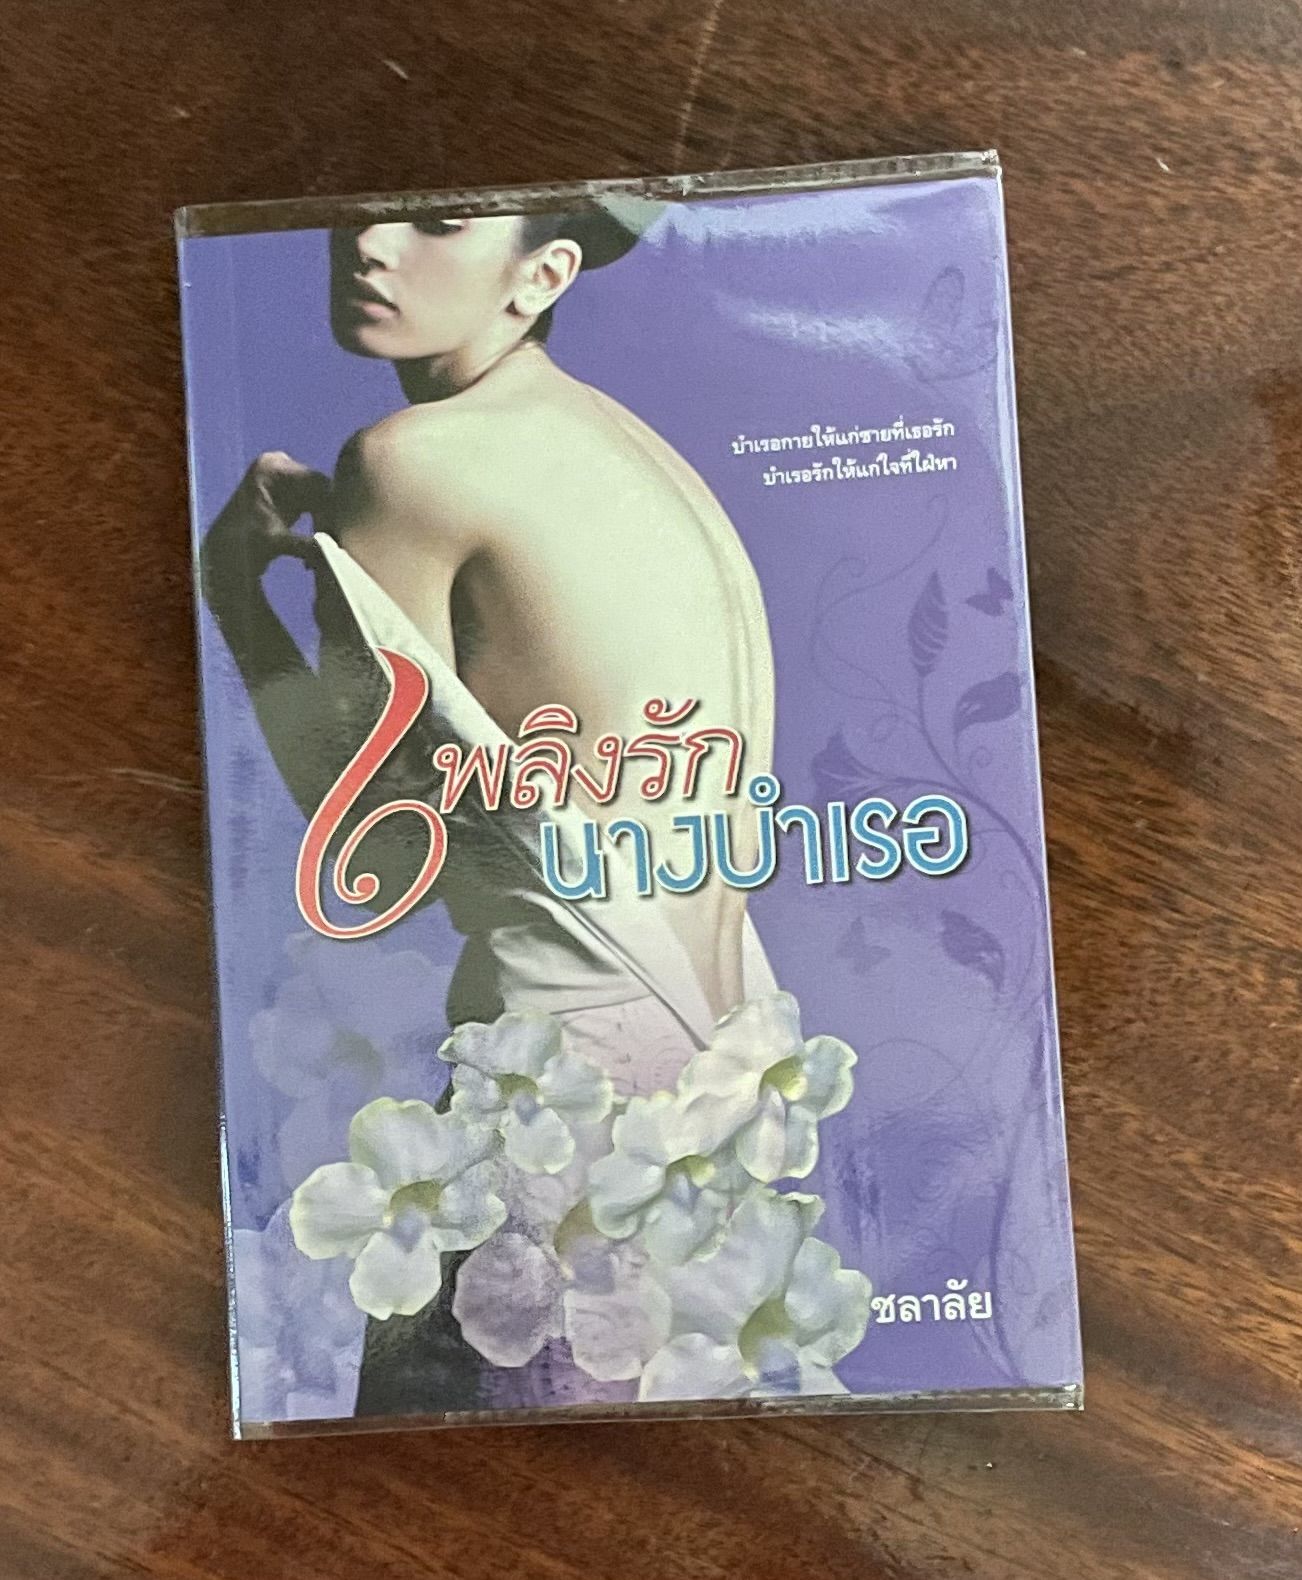 บำเรอกายให้แก่ชายที่เธอรัก
บำเรอรักให้แก่ใจที่ใฝ่หา
เพลิงรัก
นางบำเรอ
ชลาลัย